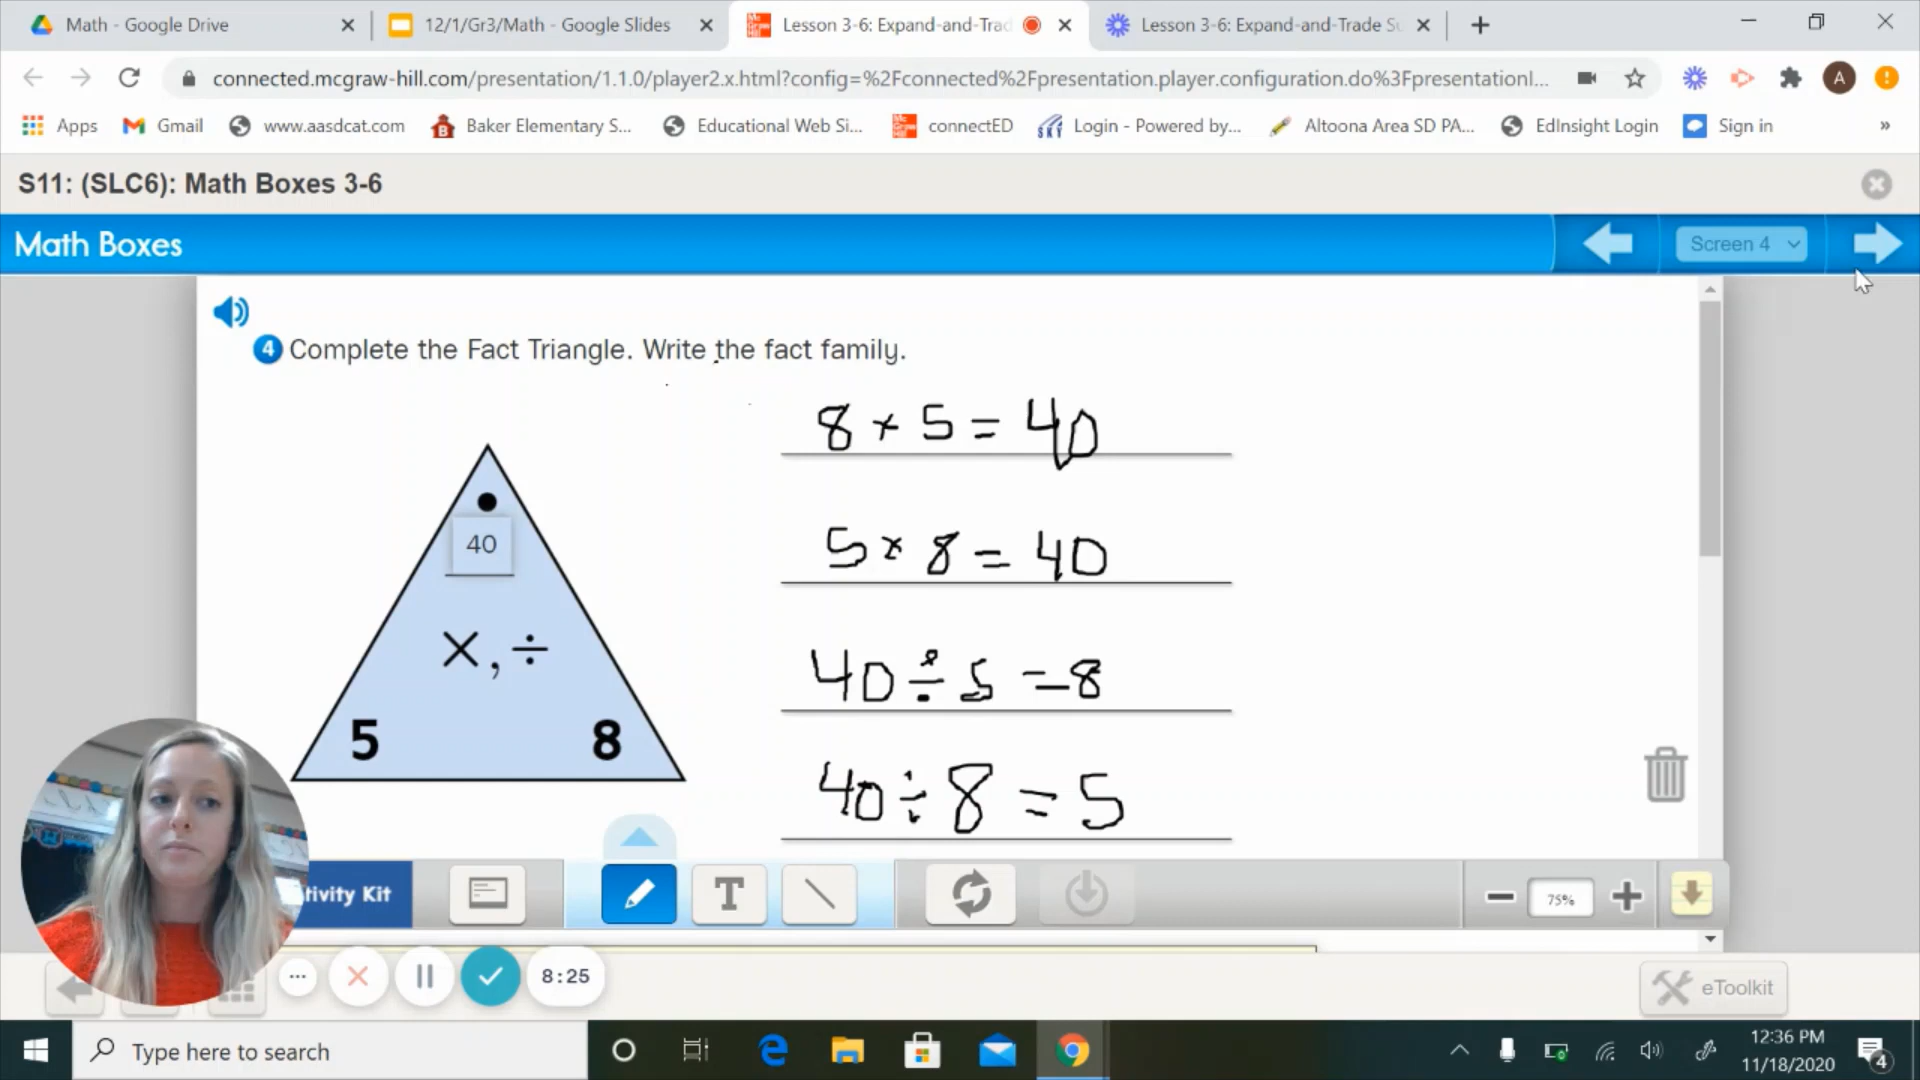 Math - Google Drive
12/1/Gr3/Math - Google Slides
Lesson 3-6: Expand-and-Trad
Lesson 3-6: Expand-and-Trade Su
connected.mcgraw-hill.com/presentation/1.1.0/player2.x.html?config=%2Fconnected%2Fpresentation.player.configuration.do%3FpresentationI...
A
Apps
Gmail
www.aasdcat.com
Baker Elementary S...
Educational Web Si...
connectED
Login - Powered by...
Altoona Area SD PA...
EdInsight Login
Sign in
»
S11: (SLC6): Math Boxes 3-6
Math Boxes
Screen 4
4 Complete the Fact Triangle. Write the fact family.
8 × 5 = 40
5 × 8 = 40
40 ÷ 5 = 8
40 ÷ 8 = 5
40
×, ÷
5
8
tivity Kit
T
75%
8:25
eToolkit
Type here to search
12:36 PM
11/18/2020
4